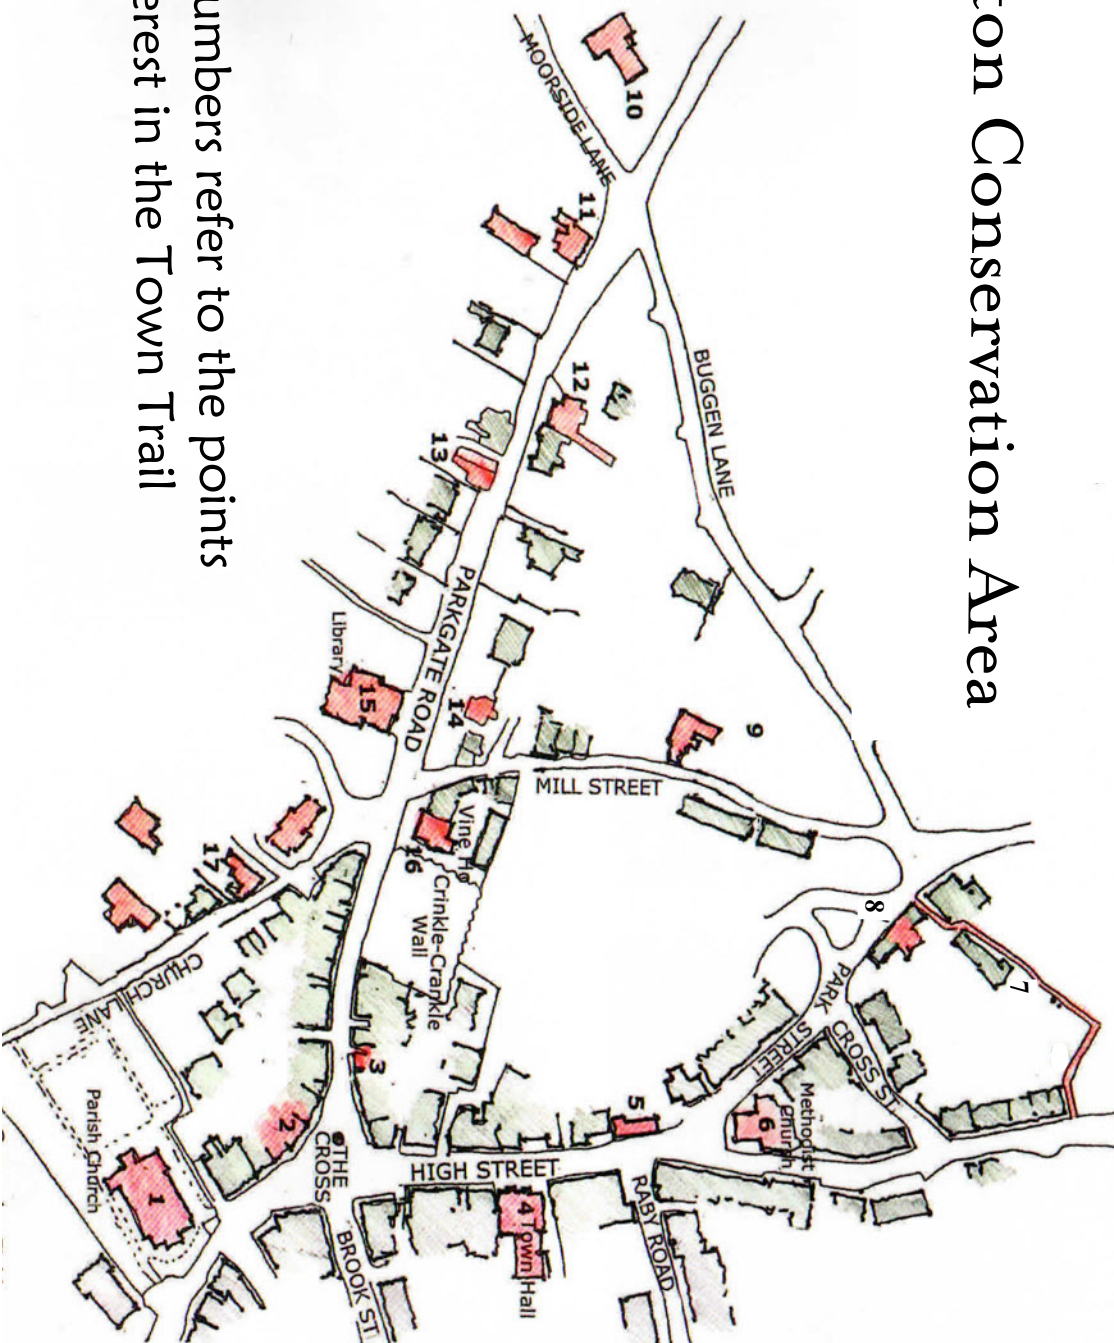 ton Conservation Area
umbers refer to the points
erest in the Town Trail
10
MOORSIDE LANE
11
BUGGEN LANE
12
13
PARKGATE ROAD
Library
15
14
9
MILL STREET
Vine Ho
16
Crinkle-Crankle
Wall
17
CHURCH LANE
8
7
PARK
STREET
CROSS ST
Methodist
Church
6
5
3
2
THE
CROSS
HIGH STREET
4 Town Hall
RABY ROAD
BROOK ST
Parish Church
1